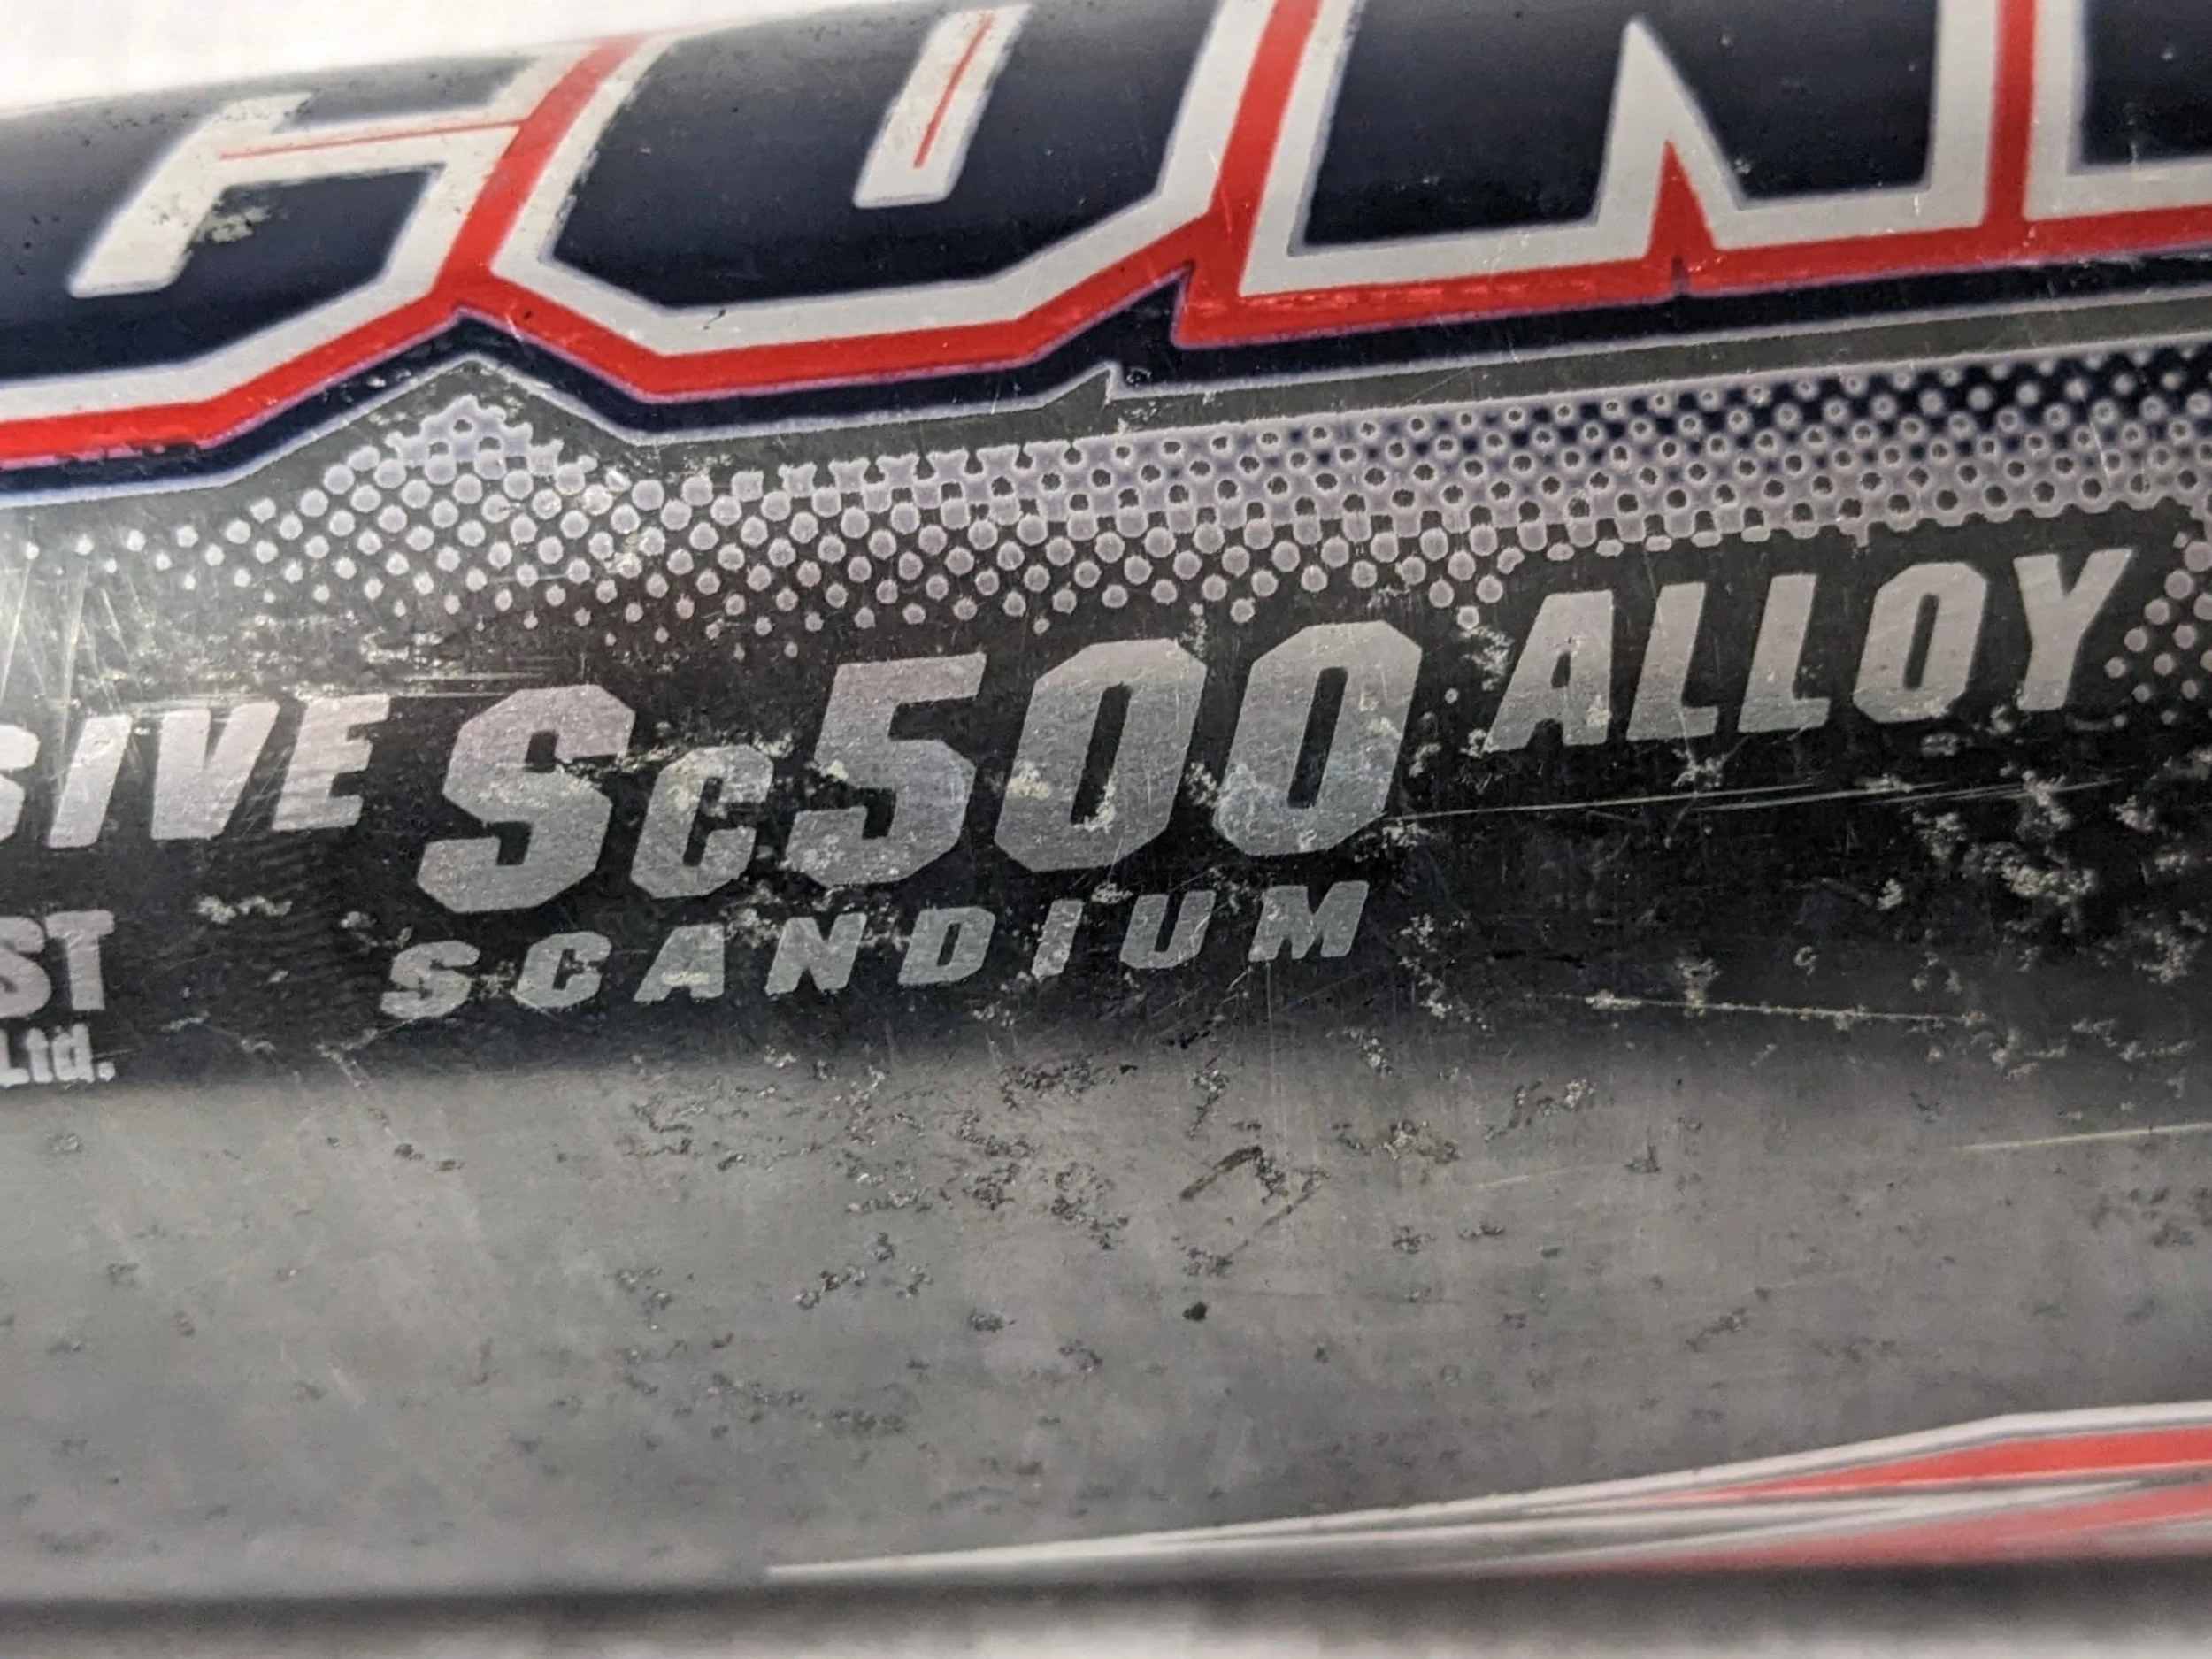 SIVE Sc500 ALLOY
SCANDIUM
ST
Ltd.